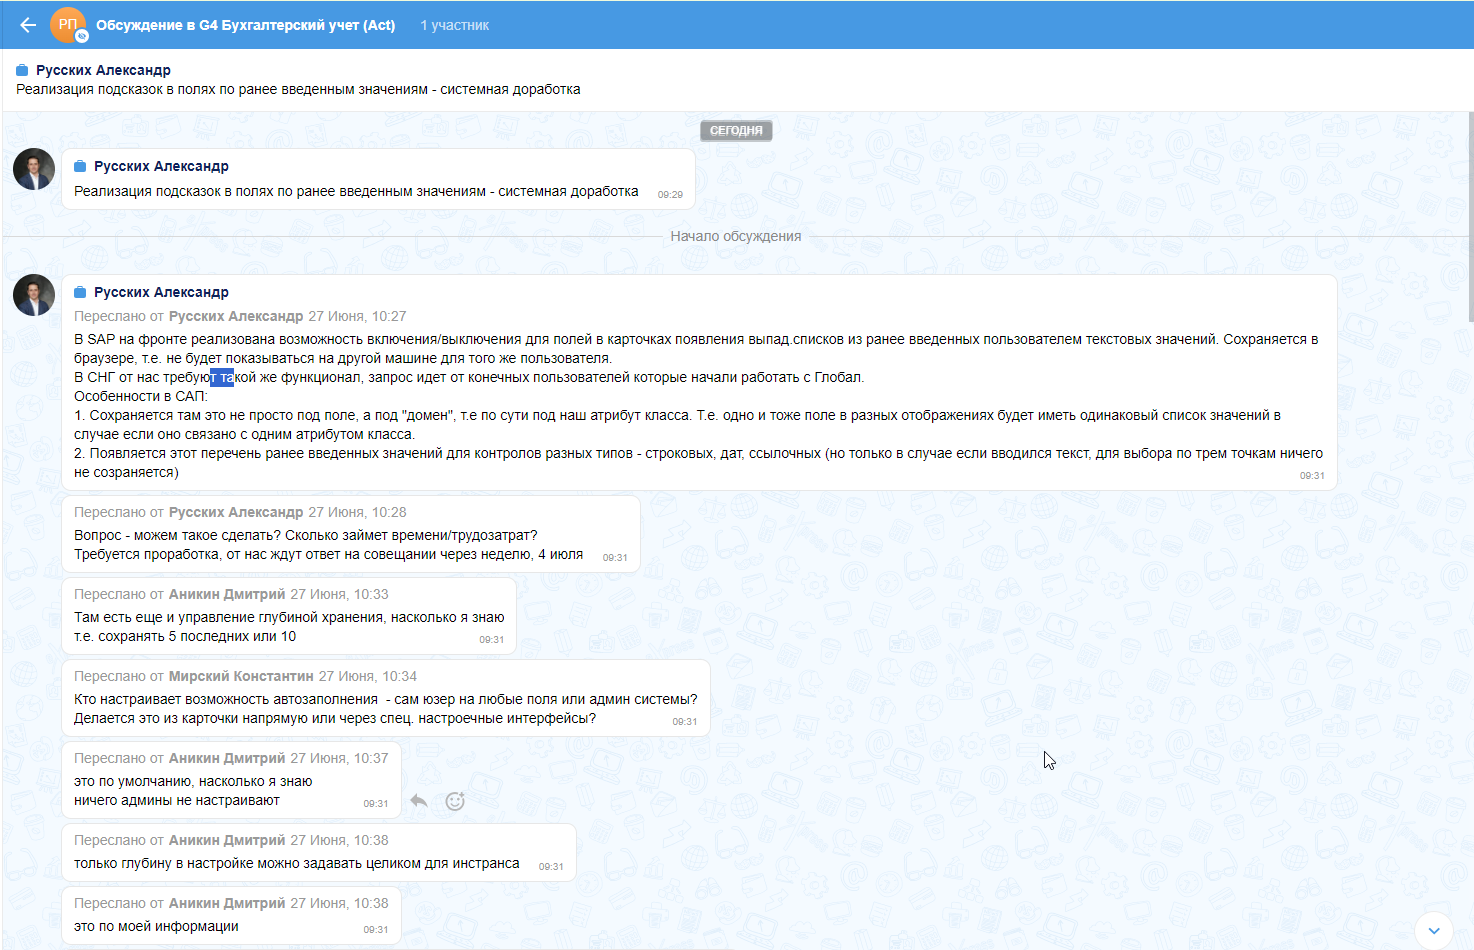 РП Обсуждение в G4 Бухгалтерский учет (Act) 1 участник
Русских Александр
Реализация подсказок в полях по ранее введенным значениям - системная доработка
СЕГОДНЯ
Русских Александр
Реализация подсказок в полях по ранее введенным значениям - системная доработка 09:29
Начало обсуждения
Русских Александр
Переслано от Русских Александр 27 Июня, 10:27
В SAP на фронте реализована возможность включения/выключения для полей в карточках появления выпад.списков из ранее введенных пользователем текстовых значений. Сохраняется в
браузере, т.е. не будет показываться на другой машине для того же пользователя.
В СНГ от нас требуют такой же функционал, запрос идет от конечных пользователей которые начали работать с Глобал.
Особенности в САП:
1. Сохраняется там это не просто под поле, а под "домен", т.е по сути под наш атрибут класса. Т.е. одно и тоже поле в разных отображениях будет иметь одинаковый список значений в
случае если оно связано с одним атрибутом класса.
2. Появляется этот перечень ранее введенных значений для контролов разных типов - строковых, дат, ссылочных (но только в случае если вводился текст, для выбора по трем точкам ничего
не созраняется) 09:31
Переслано от Русских Александр 27 Июня, 10:28
Вопрос - можем такое сделать? Сколько займет времени/трудозатрат?
Требуется проработка, от нас ждут ответ на совещании через неделю, 4 июля 09:31
Переслано от Аникин Дмитрий 27 Июня, 10:33
Там есть еще и управление глубиной хранения, насколько я знаю
т.е. сохранять 5 последних или 10 09:31
Переслано от Мирский Константин 27 Июня, 10:34
Кто настраивает возможность автозаполнения - сам юзер на любые поля или админ системы?
Делается это из карточки напрямую или через спец. настроечные интерфейсы? 09:31
Переслано от Аникин Дмитрий 27 Июня, 10:37
это по умолчанию, насколько я знаю
ничего админы не настраивают 09:31
Переслано от Аникин Дмитрий 27 Июня, 10:38
только глубину в настройке можно задавать целиком для инстранса 09:31
Переслано от Аникин Дмитрий 27 Июня, 10:38
это по моей информации 09:31